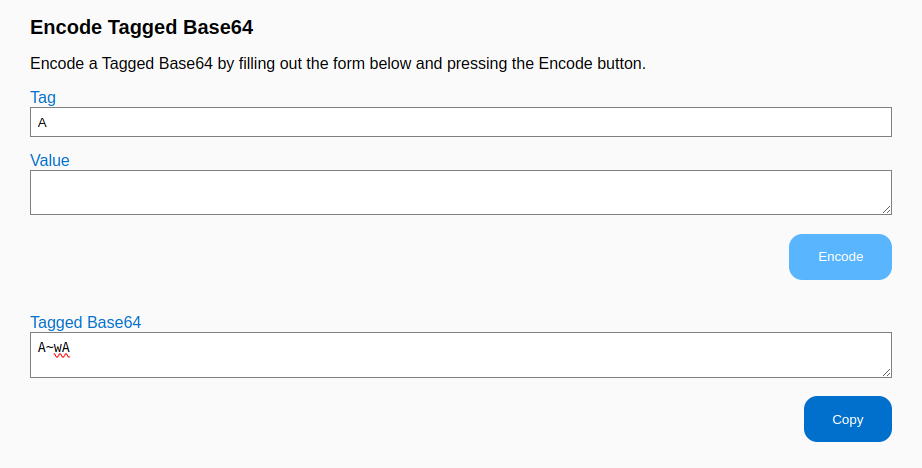 Encode Tagged Base64
Encode a Tagged Base64 by filling out the form below and pressing the Encode button.
Tag
A
Value
Encode
Tagged Base64
A~wA
Copy